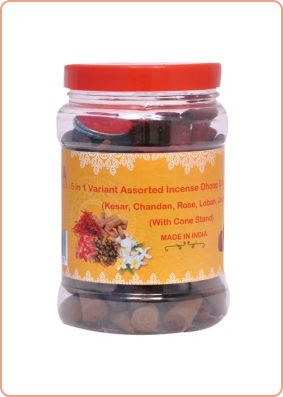 6 in 1 Variant Assorted Incense Dhoop
(Kesar, Chandan, Rose, Loban,
(With Cone Stand)
MADE IN INDIA